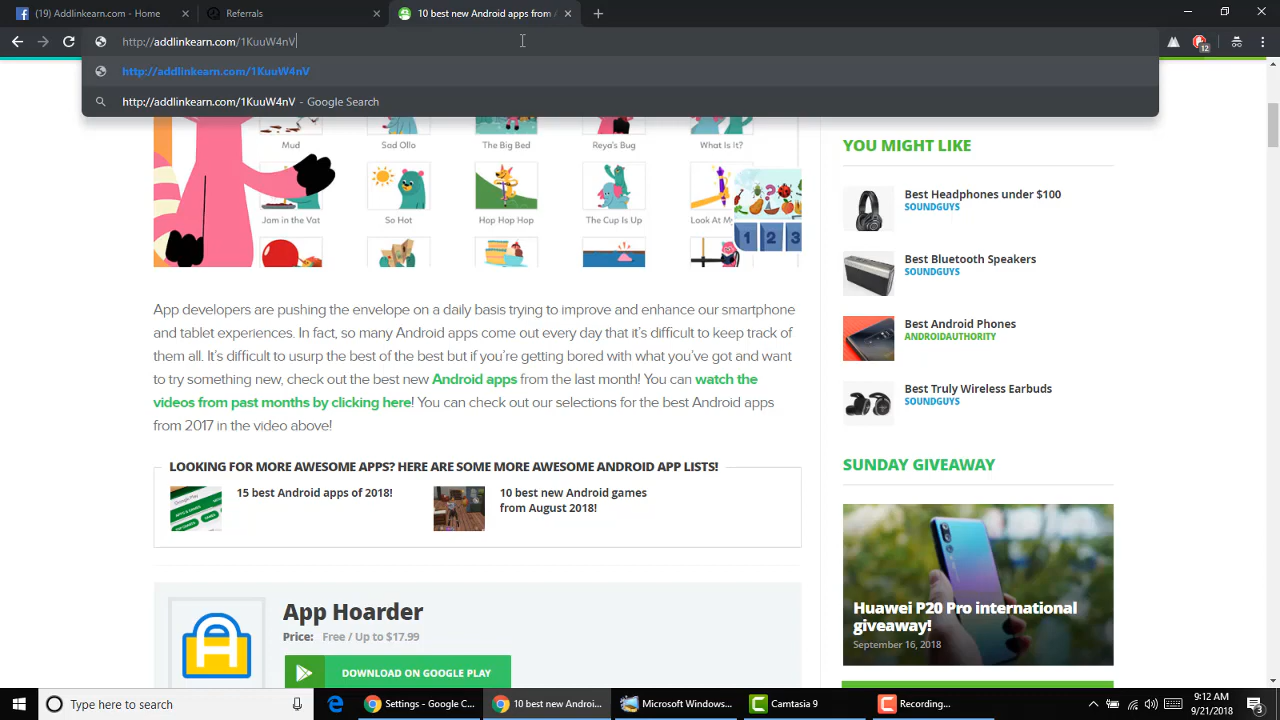 Addlinkearn.com - Home
Referrals
10 best new Android apps from
http://addlinkearn.com/1KuuW4nV
http://addlinkearn.com/1KuuW4nV
http://addlinkearn.com/1KuuW4nV - Google Search
12
Mud
Sad Ollo
The Big Bed
Reya's Bug
What Is It?
Jam in the Vat
So Hot
Hop Hop Hop
The Cup Is Up
Look At M
1 2 3
App developers are pushing the envelope on a daily basis trying to improve and enhance our smartphone
and tablet experiences. In fact, so many Android apps come out every day that it's difficult to keep track of
them all. It's difficult to usurp the best of the best but if you're getting bored with what you've got and want
to try something new, check out the best new Android apps from the last month! You can watch the
videos from past months by clicking here! You can check out our selections for the best Android apps
from 2017 in the video above!
LOOKING FOR MORE AWESOME APPS? HERE ARE SOME MORE AWESOME ANDROID APP LISTS!
15 best Android apps of 2018!
10 best new Android games
from August 2018!
App Hoarder
Price: Free / Up to $17.99
DOWNLOAD ON GOOGLE PLAY
YOU MIGHT LIKE
Best Headphones under $100
SOUNDGUYS
Best Bluetooth Speakers
SOUNDGUYS
Best Android Phones
ANDROIDAUTHORITY
Best Truly Wireless Earbuds
SOUNDGUYS
SUNDAY GIVEAWAY
Huawei P20 Pro international
giveaway!
September 16, 2018
Type here to search
Settings - Google C...
10 best new Androi...
Microsoft Windows...
Camtasia 9
Recording...
9:12 AM
9/21/2018
3